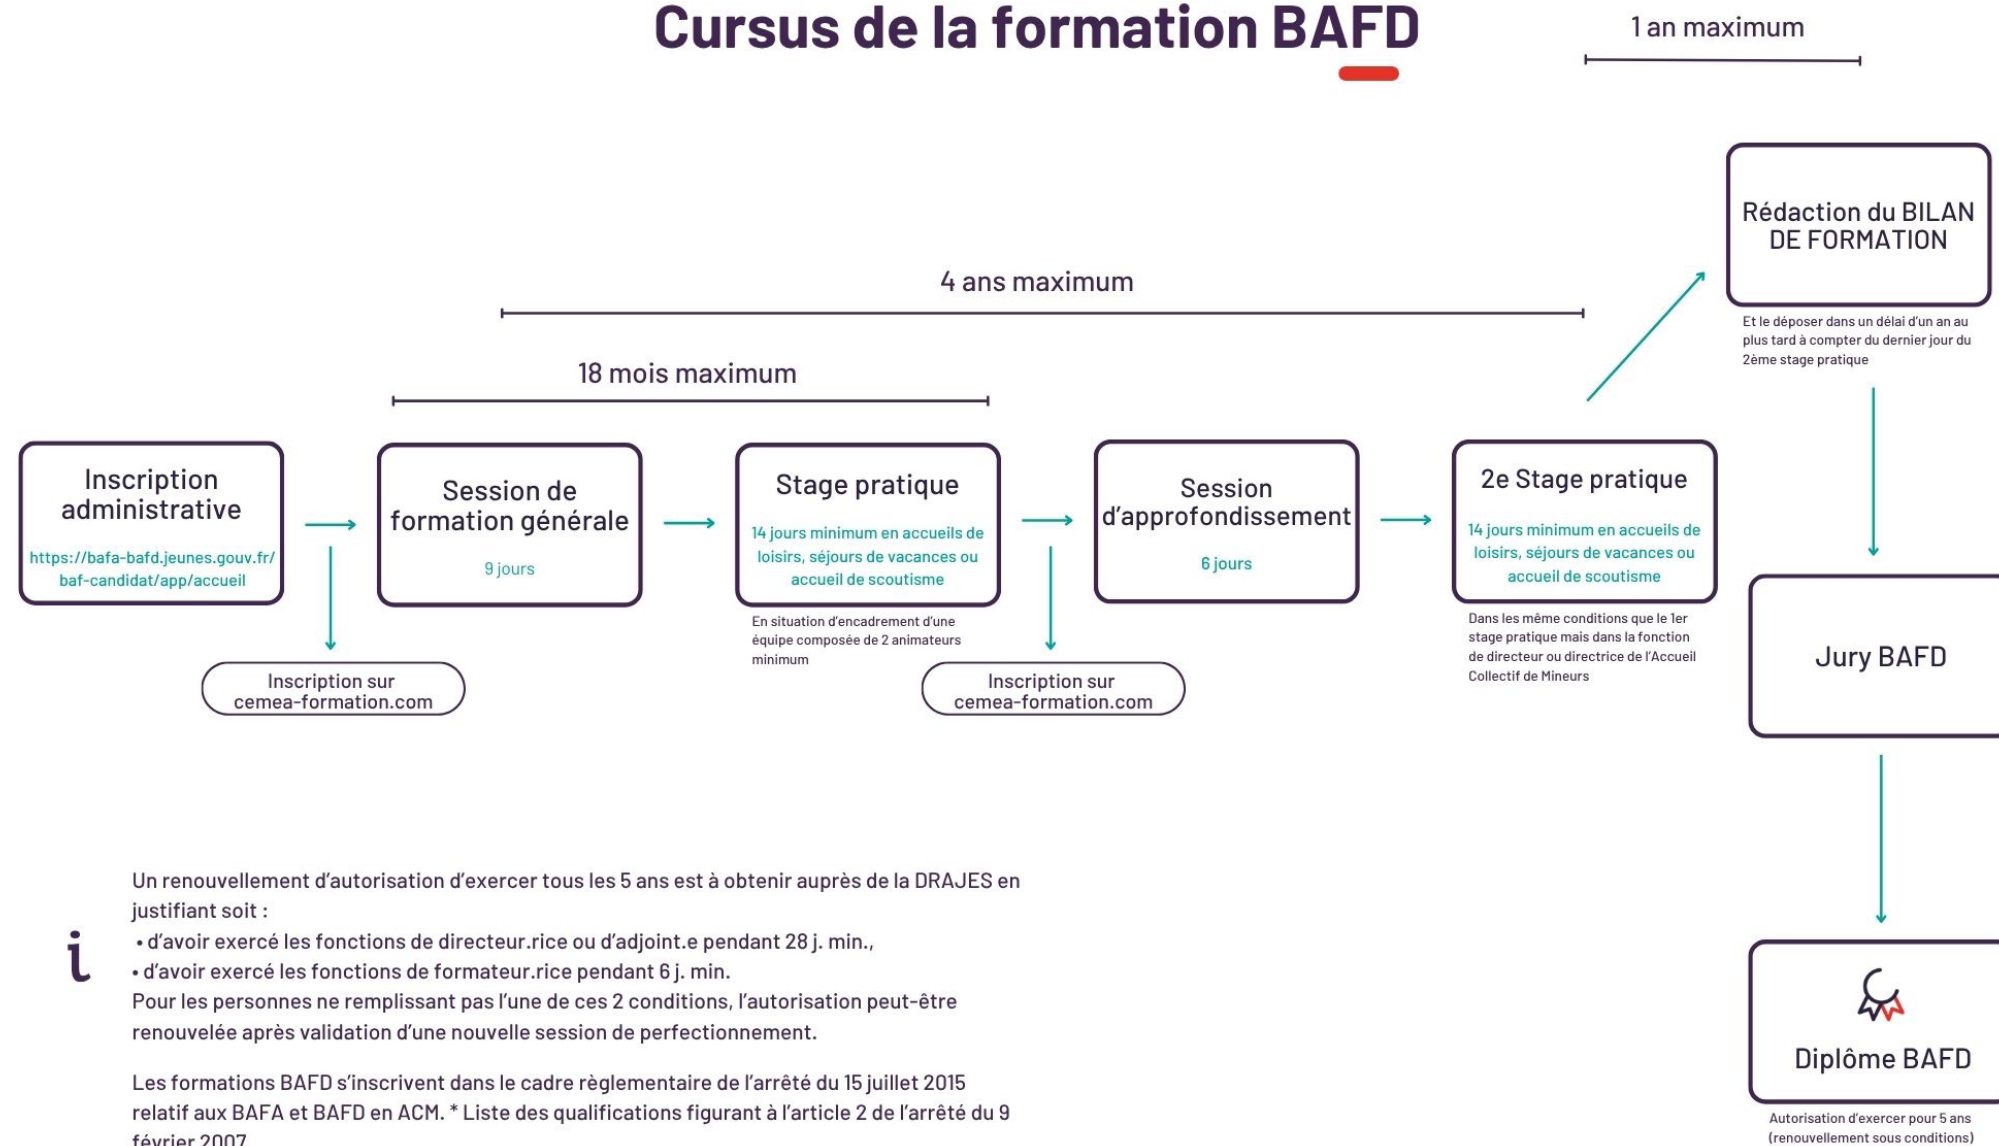 Cursus de la formation BAFD
1 an maximum
Rédaction du BILAN
DE FORMATION
Et le déposer dans un délai d'un an au
plus tard à compter du dernier jour du
2ème stage pratique
4 ans maximum
18 mois maximum
Inscription
administrative
https://bafa-bafd.jeunes.gouv.fr/
baf-candidat/app/accueil
Session de
formation générale
9 jours
Stage pratique
14 jours minimum en accueils de
loisirs, séjours de vacances ou
accueil de scoutisme
En situation d'encadrement d'une
équipe composée de 2 animateurs
minimum
Session
d'approfondissement
6 jours
2e Stage pratique
14 jours minimum en accueils de
loisirs, séjours de vacances ou
accueil de scoutisme
Dans les même conditions que le 1er
stage pratique mais dans la fonction
de directeur ou directrice de l'Accueil
Collectif de Mineurs
Inscription sur
cemea-formation.com
Inscription sur
cemea-formation.com
Jury BAFD
Diplôme BAFD
Autorisation d'exercer pour 5 ans
(renouvellement sous conditions)
i
Un renouvellement d'autorisation d'exercer tous les 5 ans est à obtenir auprès de la DRAJES en
justifiant soit :
• d'avoir exercé les fonctions de directeur.rice ou d'adjoint.e pendant 28 j. min.,
• d'avoir exercé les fonctions de formateur.rice pendant 6 j. min.
Pour les personnes ne remplissant pas l'une de ces 2 conditions, l'autorisation peut-être
renouvelée après validation d'une nouvelle session de perfectionnement.
Les formations BAFD s'inscrivent dans le cadre règlementaire de l'arrêté du 15 juillet 2015
relatif aux BAFA et BAFD en ACM. * Liste des qualifications figurant à l'article 2 de l'arrêté du 9
février 2007